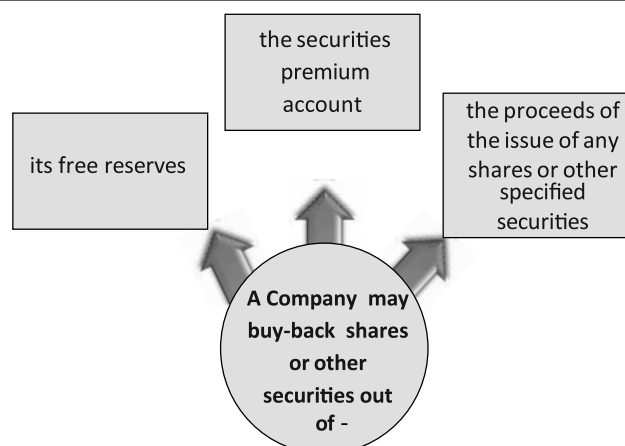 the securities
premium
account
its free reserves
the proceeds of
the issue of any
shares or other
specified
securities
A Company may
buy-back shares
or other
securities out
of -